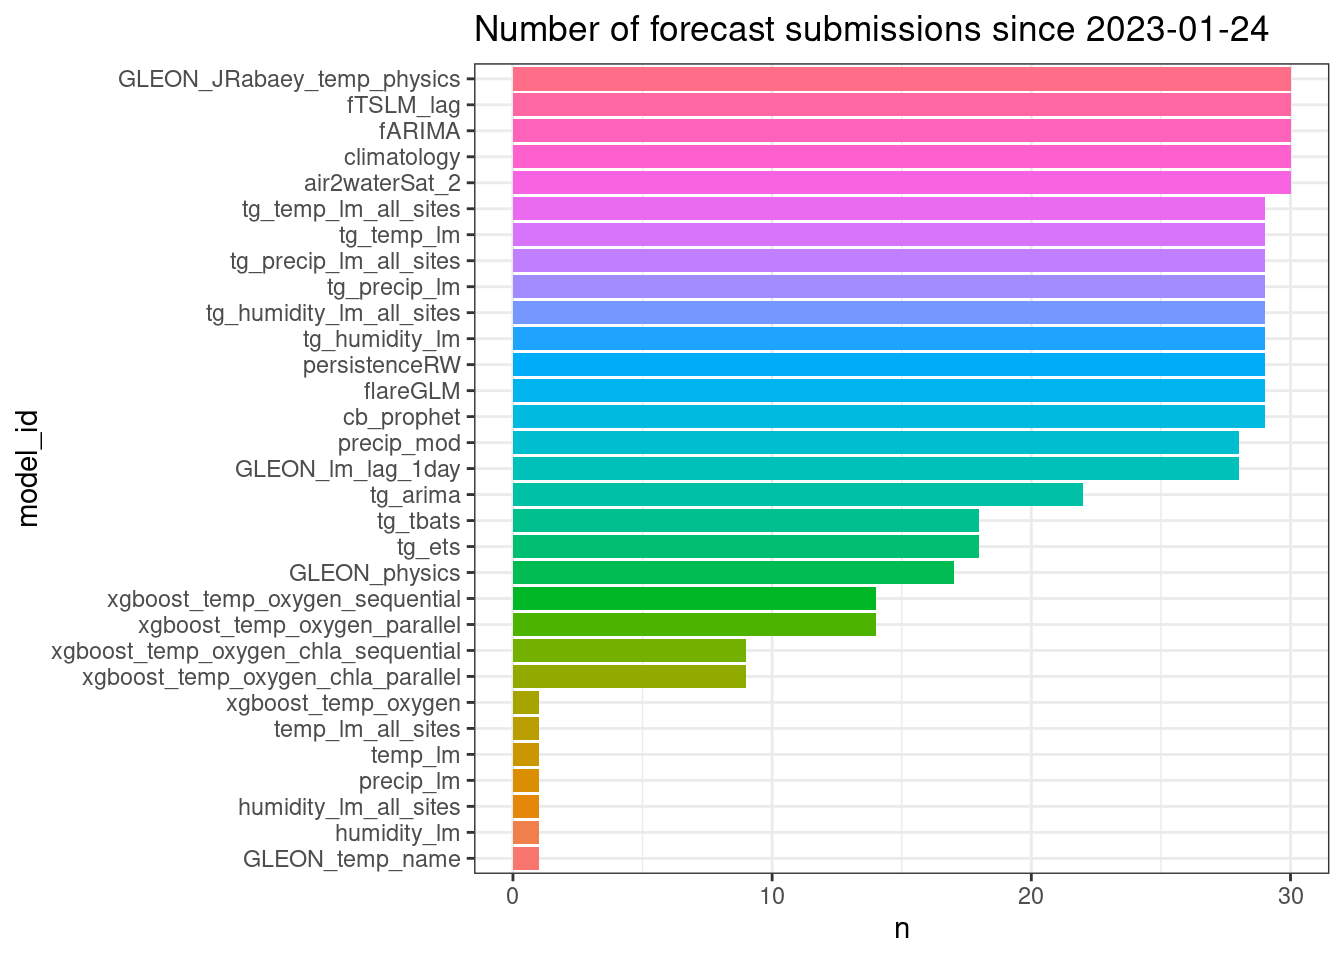 Number of forecast submissions since 2023-01-24
GLEON_JRabaey_temp_physics
fTSLM_lag
fARIMA
climatology
air2waterSat_2
tg_temp_lm_all_sites
tg_temp_lm
tg_precip_lm_all_sites
tg_precip_lm
tg_humidity_lm_all_sites
tg_humidity_lm
persistenceRW
flareGLM
cb_prophet
precip_mod
GLEON_lm_lag_1day
tg_arima
tg_tbats
tg_ets
GLEON_physics
xgboost_temp_oxygen_sequential
xgboost_temp_oxygen_parallel
xgboost_temp_oxygen_chla_sequential
xgboost_temp_oxygen_chla_parallel
xgboost_temp_oxygen
temp_lm_all_sites
temp_lm
precip_lm
humidity_lm_all_sites
humidity_lm
GLEON_temp_name
model_id
0 10 20 30
n